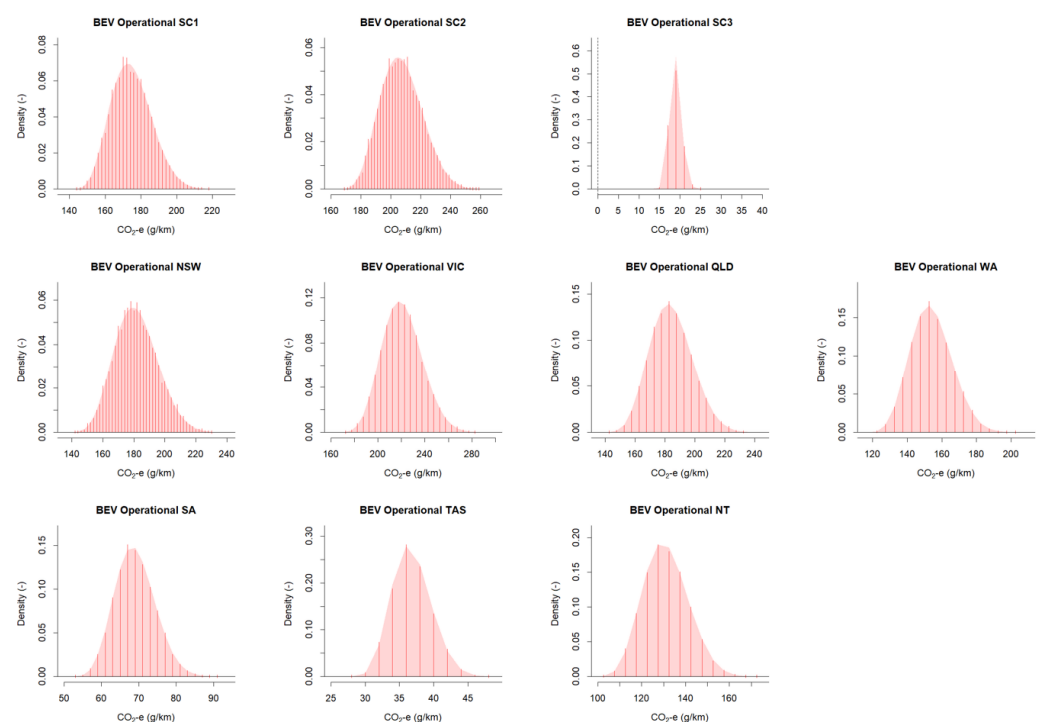 BEV Operational SC1
Density (-)
0.00 0.02 0.04 0.06 0.08
140 160 180 200 220
CO₂-e (g/km)
BEV Operational SC2
Density (-)
0.00 0.02 0.04 0.06 0.08
160 180 200 220 240 260
CO₂-e (g/km)
BEV Operational SC3
Density (-)
0.0 0.1 0.2 0.3 0.4 0.5 0.6
0 5 10 15 20 25 30 35 40
CO₂-e (g/km)
BEV Operational NSW
Density (-)
0.00 0.02 0.04 0.06
140 160 180 200 220 240
CO₂-e (g/km)
BEV Operational VIC
Density (-)
0.00 0.04 0.08 0.12
160 200 240 280
CO₂-e (g/km)
BEV Operational QLD
Density (-)
0.00 0.05 0.10 0.15
140 160 180 200 220 240
CO₂-e (g/km)
BEV Operational WA
Density (-)
0.00 0.05 0.10 0.15
120 140 160 180 200
CO₂-e (g/km)
BEV Operational SA
Density (-)
0.00 0.05 0.10 0.15
50 60 70 80 90
CO₂-e (g/km)
BEV Operational TAS
Density (-)
0.00 0.10 0.20 0.30
25 30 35 40 45
CO₂-e (g/km)
BEV Operational NT
Density (-)
0.00 0.05 0.10 0.15 0.20
100 120 140 160
CO₂-e (g/km)